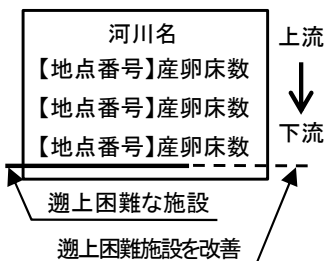 河川名
【地点番号】産卵床数
【地点番号】産卵床数
【地点番号】産卵床数
上流
下流
遡上困難な施設
遡上困難施設を改善